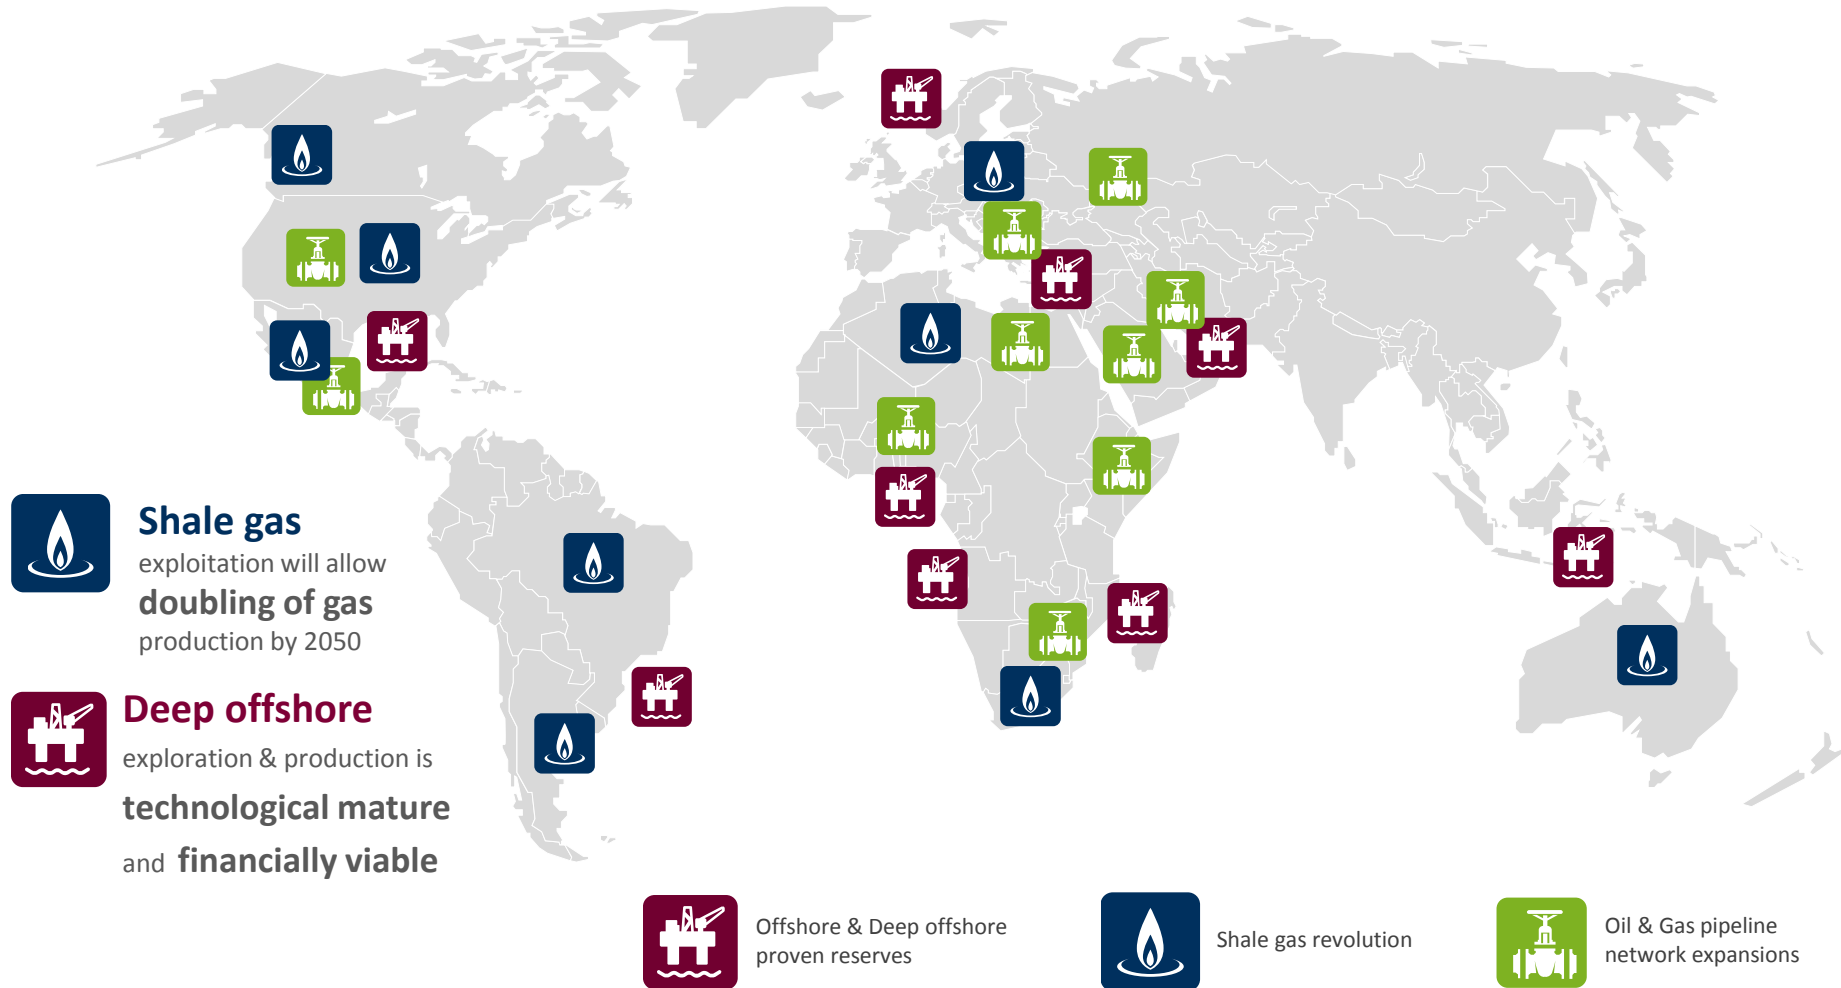 Shale gas
exploitation will allow
doubling of gas
production by 2050
Deep offshore
exploration & production is
technological mature
and financially viable
Offshore & Deep offshore
proven reserves
Shale gas revolution
Oil & Gas pipeline
network expansions